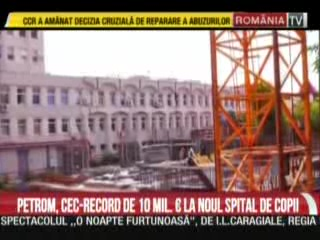 CCR A AMÂNAT DECIZIA CRUZIALĂ DE REPARARE A ABUZURILOR
ROMÂNIA TV
PETROM, CEC-RECORD DE 10 MIL. € LA NOUL SPITAL DE COPII
SPECTACOLUL ,,O NOAPTE FURTUNOASĂ", DE I.L.CARAGIALE, REGIA